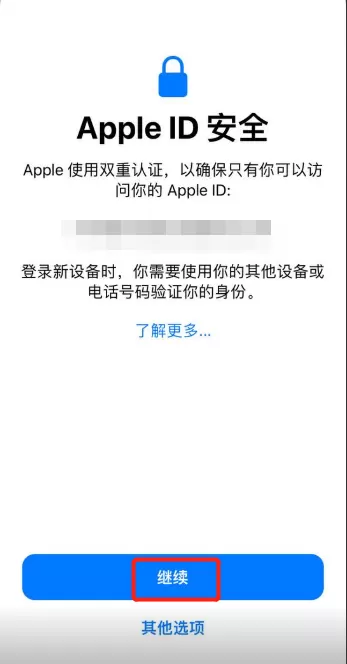 Apple ID 安全
Apple 使用双重认证，以确保只有你可以访
问你的 Apple ID:
登录新设备时，你需要使用你的其他设备或
电话号码验证你的身份。
了解更多...
继续
其他选项